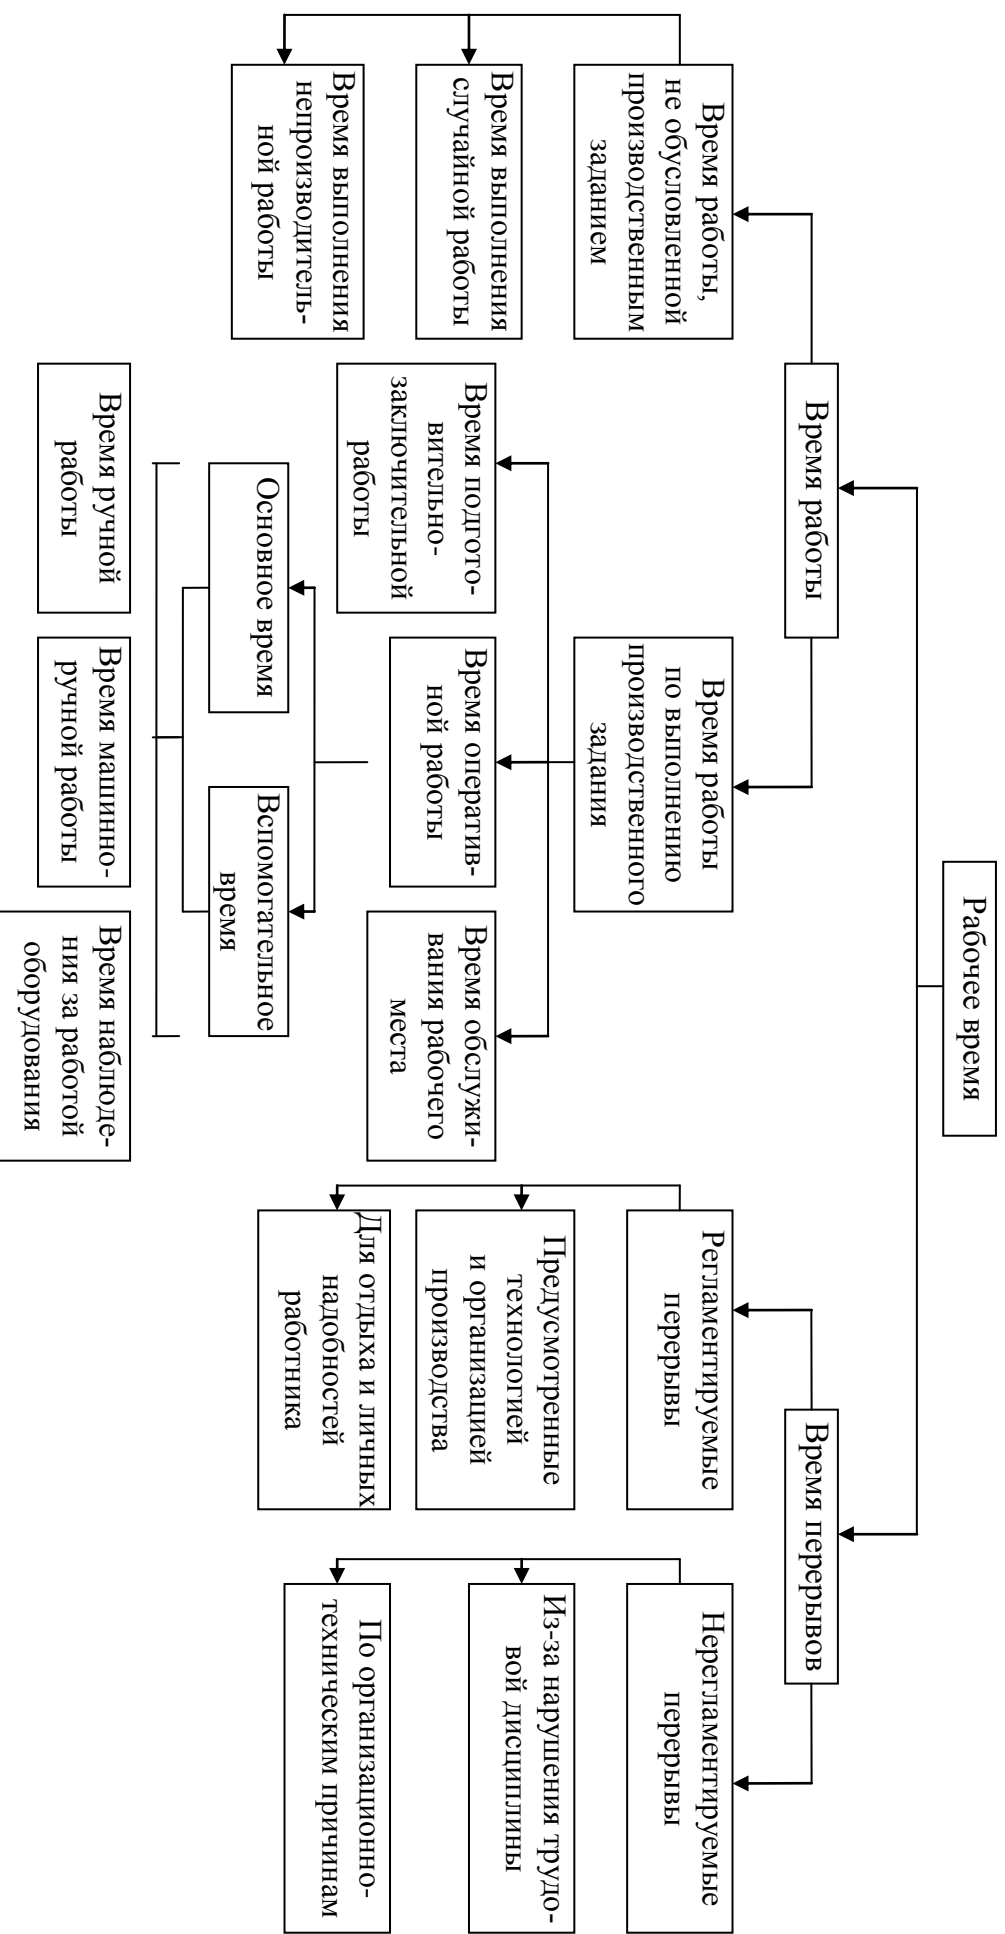 Рабочее время
Время работы
Время перерывов
Время работы,
не обусловленной
производственным
заданием
Время работы
по выполнению
производственного
задания
Регламентируемые
перерывы
Нерегламентируемые
перерывы
Время выполнения
случайной работы
Время выполнения
непроизводитель-
ной работы
Время подгото-
вительно-
заключительной
работы
Время оператив-
ной работы
Время обслужи-
вания рабочего
места
Предусмотренные
технологией
и организацией
производства
Для отдыха и личных
надобностей
работника
Из-за нарушения трудо-
вой дисциплины
По организационно-
техническим причинам
Основное время
Вспомогательное
время
Время ручной
работы
Время машинно-
ручной работы
Время наблюде-
ния за работой
оборудования